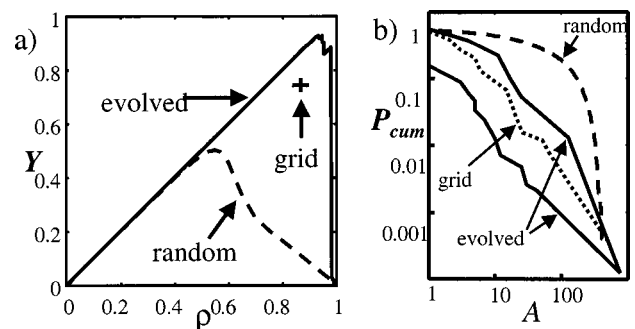 a)
1
0.8
0.6
0.4
0.2
0
0 0.2 0.4 0.6 0.8 1
Y
ρ
evolved
grid
random
b)
1
0.1
0.01
0.001
1 10 100
P_cum
A
random
grid
evolved